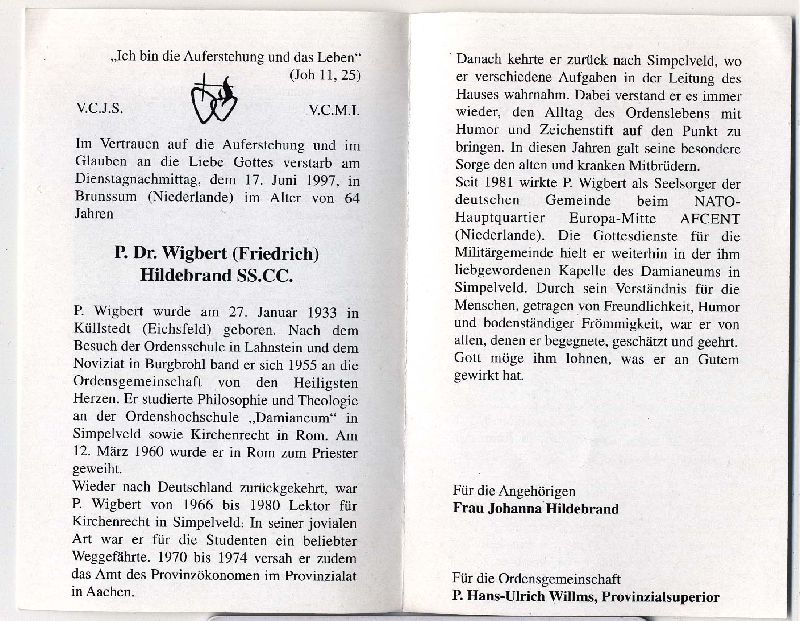 „Ich bin die Auferstehung und das Leben“
(Joh 11, 25)
V.C.J.S.
V.C.M.I.
Im Vertrauen auf die Auferstehung und im
Glauben an die Liebe Gottes verstarb am
Dienstagnachmittag, dem 17. Juni 1997, in
Brunssum (Niederlande) im Alter von 64
Jahren
P. Dr. Wigbert (Friedrich)
Hildebrand SS.CC.
P. Wigbert wurde am 27. Januar 1933 in
Küllstedt (Eichsfeld) geboren. Nach dem
Besuch der Ordensschule in Lahnstein und dem
Noviziat in Burgbrohl band er sich 1955 an die
Ordensgemeinschaft von den Heiligsten
Herzen. Er studierte Philosophie und Theologie
an der Ordenshochschule „Damianeum“ in
Simpelveld sowie Kirchenrecht in Rom. Am
12. März 1960 wurde er in Rom zum Priester
geweiht.
Wieder nach Deutschland zurückgekehrt, war
P. Wigbert von 1966 bis 1980 Lektor für
Kirchenrecht in Simpelveld. In seiner jovialen
Art war er für die Studenten ein beliebter
Weggefährte. 1970 bis 1974 versah er zudem
das Amt des Provinzökonomen im Provinzialat
in Aachen.
Danach kehrte er zurück nach Simpelveld, wo
er verschiedene Aufgaben in der Leitung des
Hauses wahrnahm. Dabei verstand er es immer
wieder, den Alltag des Ordenslebens mit
Humor und Zeichenstift auf den Punkt zu
bringen. In diesen Jahren galt seine besondere
Sorge den alten und kranken Mitbrüdern.
Seit 1981 wirkte P. Wigbert als Seelsorger der
deutschen Gemeinde beim NATO-
Hauptquartier Europa-Mitte AFCENT
(Niederlande). Die Gottesdienste für die
Militärgemeinde hielt er weiterhin in der ihm
liebgewordenen Kapelle des Damianeums in
Simpelveld. Durch sein Verständnis für die
Menschen, getragen von Freundlichkeit, Humor
und bodenständiger Frömmigkeit, war er von
allen, denen er begegnete, geschätzt und geehrt.
Gott möge ihm lohnen, was er an Gutem
gewirkt hat.
Für die Angehörigen
Frau Johanna Hildebrand
Für die Ordensgemeinschaft
P. Hans-Ulrich Willms, Provinzialsuperior